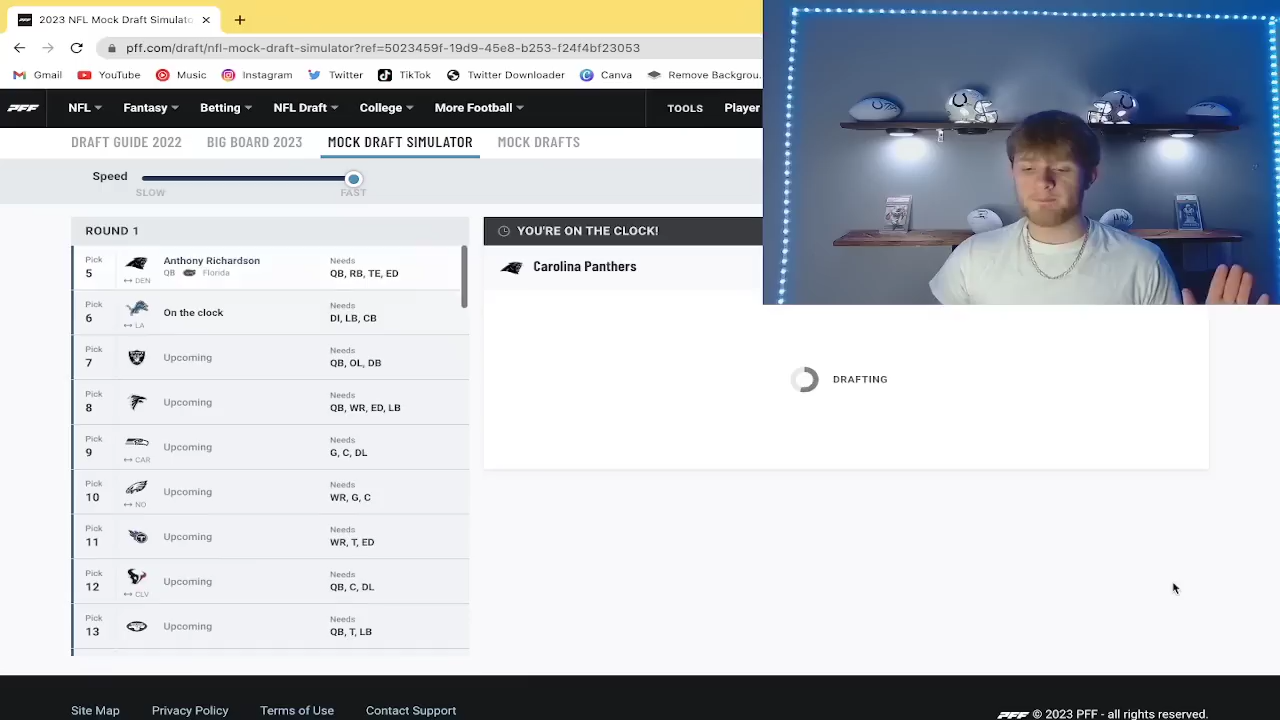 2023 NFL Mock Draft Simulato
pff.com/draft/nfl-mock-draft-simulator?ref=5023459f-19d9-45e8-b253-f24f4bf23053
Gmail YouTube Music Instagram Twitter TikTok Twitter Downloader Canva Remove Backgrou...
PFF NFL Fantasy Betting NFL Draft College More Football TOOLS Player
DRAFT GUIDE 2022 BIG BOARD 2023 MOCK DRAFT SIMULATOR MOCK DRAFTS
Speed
SLOW FAST
ROUND 1
Pick
5
DEN
Anthony Richardson
QB Florida
Needs
QB, RB, TE, ED
Pick
6
LA
On the clock
Needs
DI, LB, CB
Pick
7
Upcoming
Needs
QB, OL, DB
Pick
8
Upcoming
Needs
QB, WR, ED, LB
Pick
9
CAR
Upcoming
Needs
G, C, DL
Pick
10
NO
Upcoming
Needs
WR, G, C
Pick
11
Upcoming
Needs
WR, T, ED
Pick
12
CLV
Upcoming
Needs
QB, C, DL
Pick
13
Upcoming
Needs
QB, T, LB
YOU'RE ON THE CLOCK!
Carolina Panthers
DRAFTING
Site Map Privacy Policy Terms of Use Contact Support
PFF © 2023 PFF - all rights reserved.